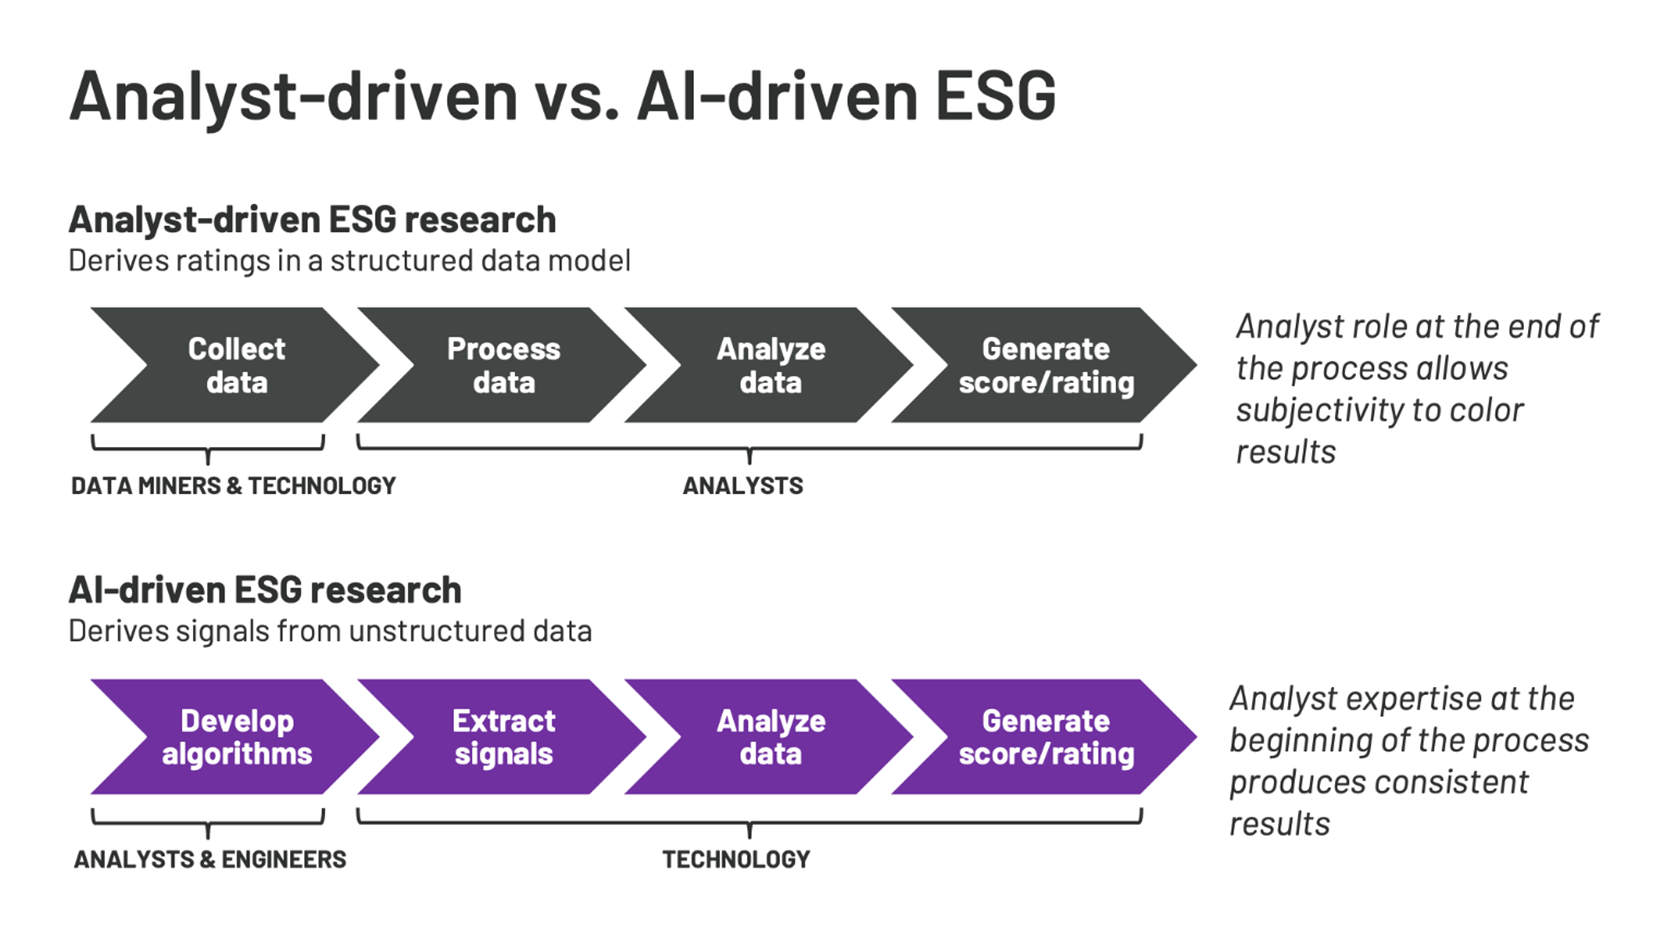 Analyst-driven vs. AI-driven ESG
Analyst-driven ESG research
Derives ratings in a structured data model
Collect
data
Process
data
Analyze
data
Generate
score/rating
Analyst role at the end of
the process allows
subjectivity to color
results
DATA MINERS & TECHNOLOGY
ANALYSTS
AI-driven ESG research
Derives signals from unstructured data
Develop
algorithms
Extract
signals
Analyze
data
Generate
score/rating
Analyst expertise at the
beginning of the process
produces consistent
results
ANALYSTS & ENGINEERS
TECHNOLOGY